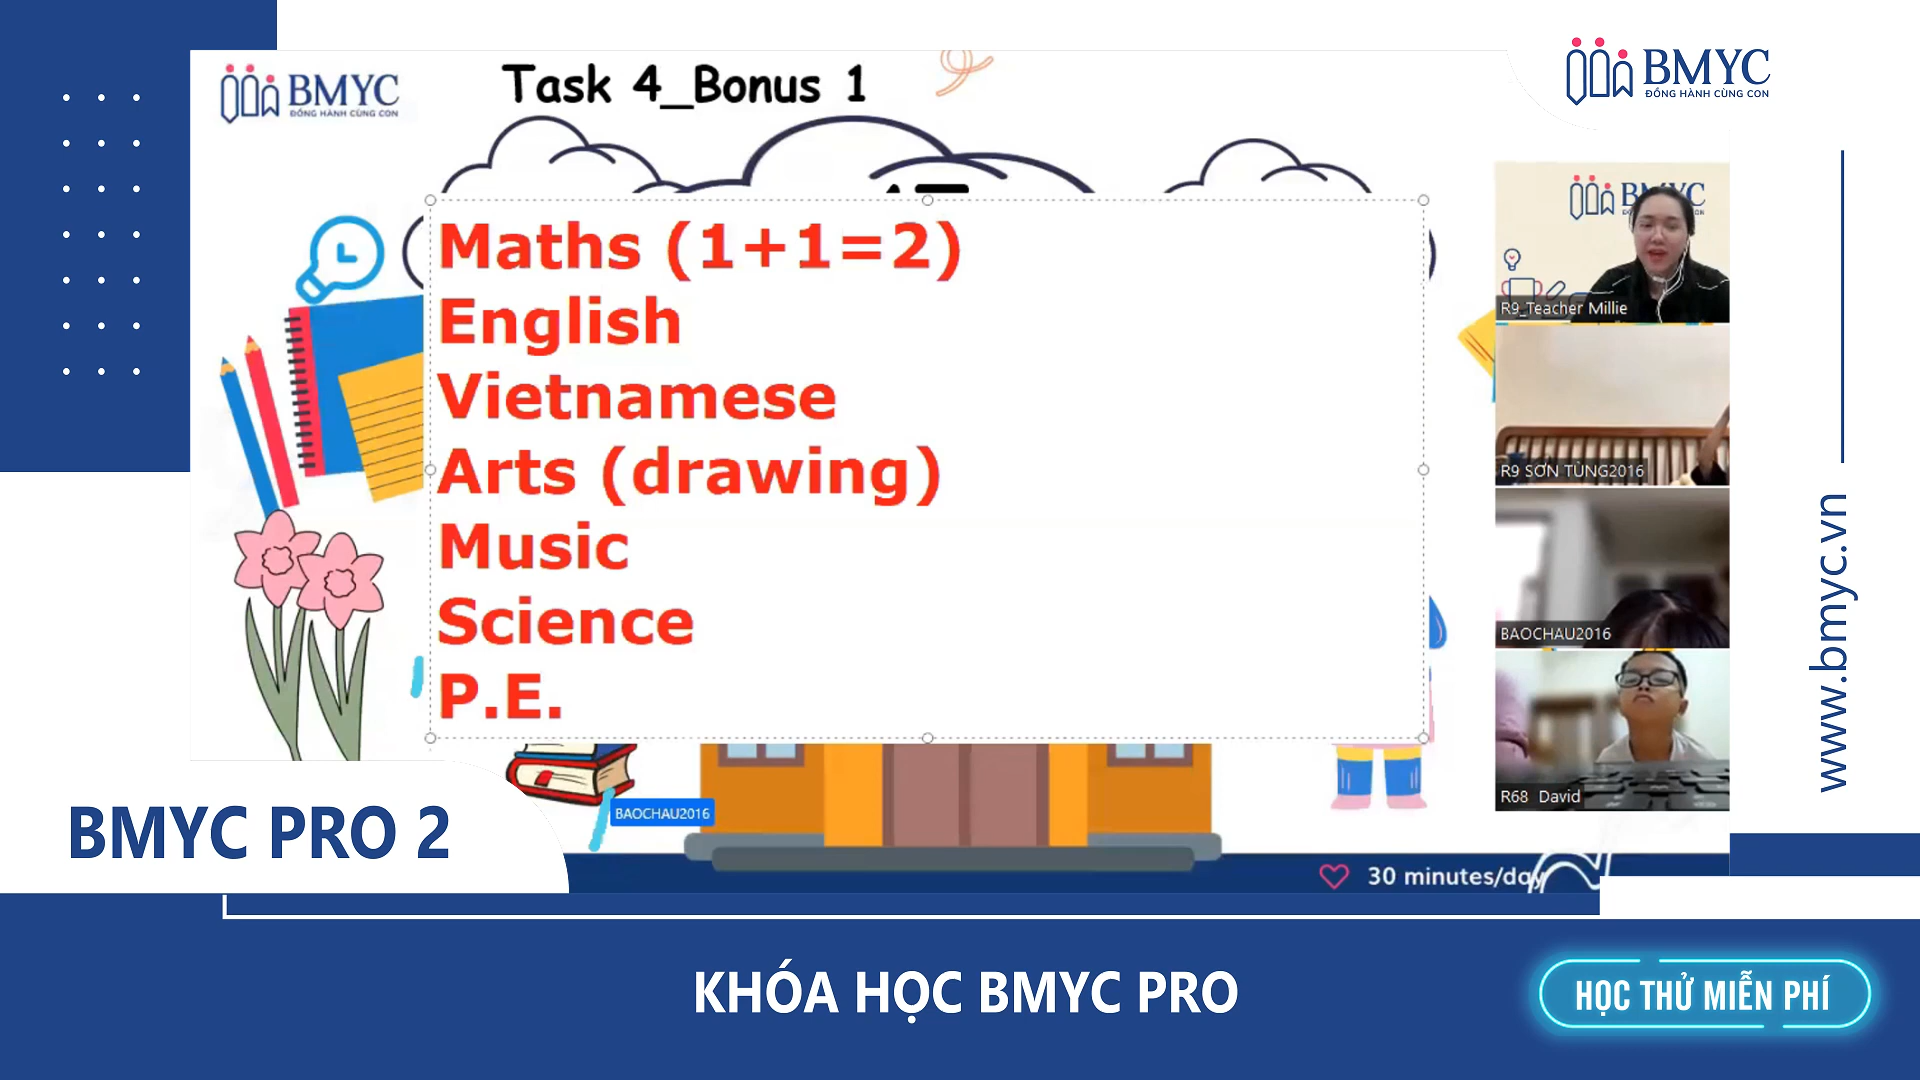 BMYC
ĐỒNG HÀNH CÙNG CON
Task 4_Bonus 1
BMYC
ĐỒNG HÀNH CÙNG CON
Maths (1+1=2)
English
Vietnamese
Arts (drawing)
Music
Science
P.E.
R9_Teacher Millie
R9 SƠN TÙNG2016
BAOCHAU2016
R68 David
BAOCHAU2016
30 minutes/day
www.bmyc.vn
BMYC PRO 2
KHÓA HỌC BMYC PRO
HỌC THỬ MIỄN PHÍ